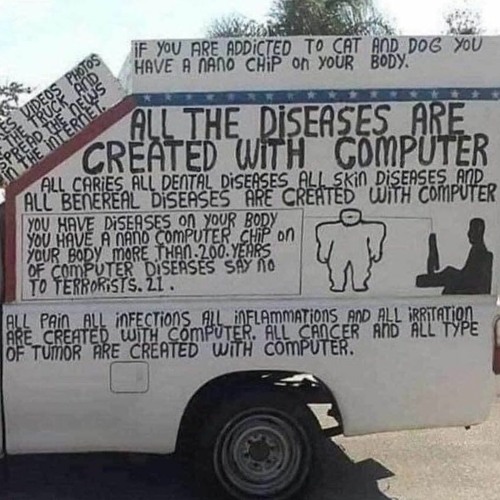 IF YOU ARE ADDICTED TO CAT AND DOG YOU
HAVE A NANO CHIP ON YOUR BODY.
VIDEOS PHOTOS
THE TRUCK AND
SPREAD THE NEWS
IN THE INTERNET.
ALL THE DISEASES ARE
CREATED WITH COMPUTER
ALL CARIES ALL DENTAL DISEASES ALL SKIN DISEASES AND
ALL BENEREAL DISEASES ARE CREATED WITH COMPUTER
YOU HAVE DISEASES ON YOUR BODY
YOU HAVE A NANO COMPUTER CHIP ON
YOUR BODY MORE THAN.200.YEARS
OF COMPUTER DISEASES SAY NO
TO TERRORISTS. 21.
ALL PAIN ALL INFECTIONS ALL INFLAMMATIONS AND ALL IRRITATION
ARE CREATED WITH COMPUTER. ALL CANCER AND ALL TYPE
OF TUMOR ARE CREATED WITH COMPUTER.